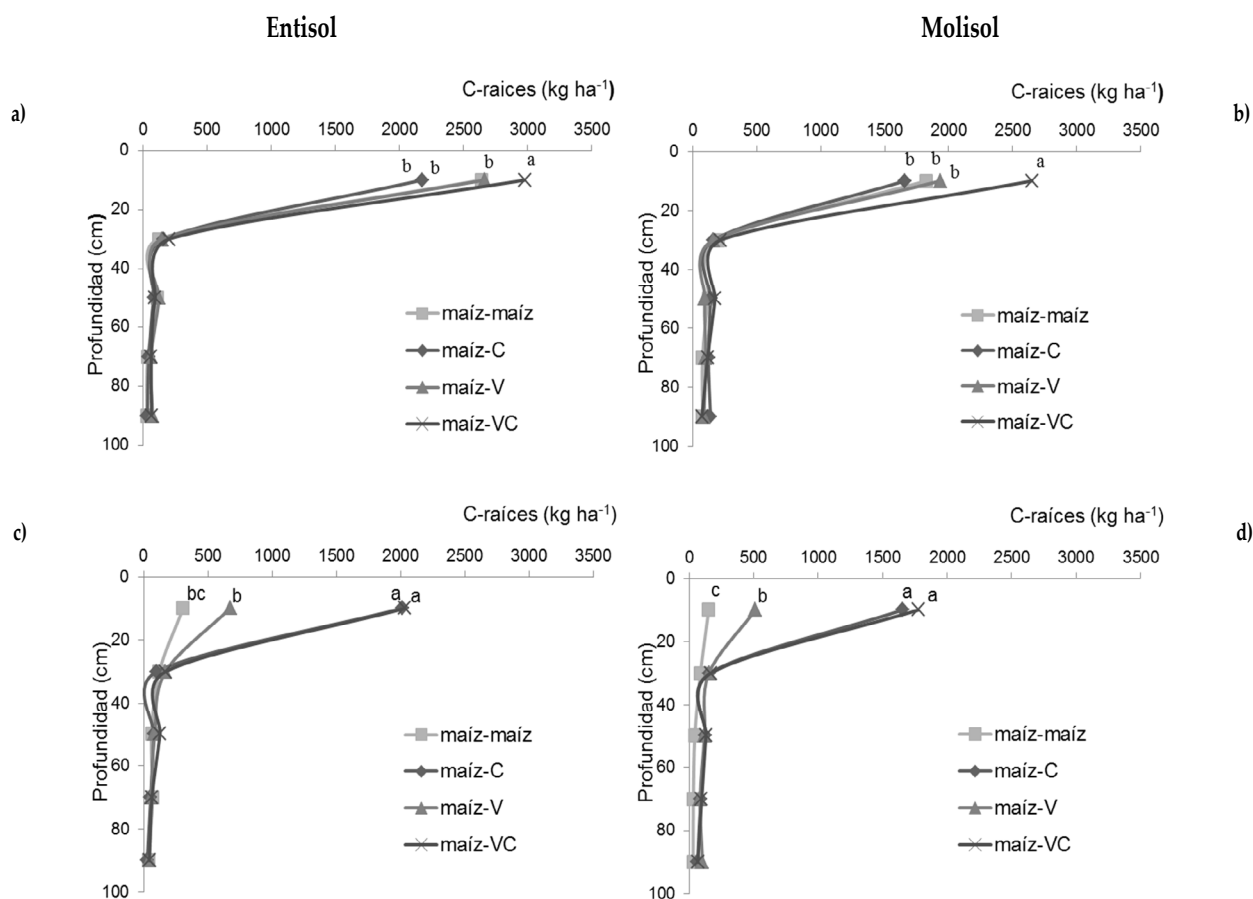 Entisol
Molisol
a)
C-raices (kg ha-1)
0 500 1000 1500 2000 2500 3000 3500
0
20
40
60
80
100
Profundidad (cm)
b b b a
maíz-maíz
maíz-C
maíz-V
maíz-VC
b)
C-raices (kg ha-1)
0 500 1000 1500 2000 2500 3000 3500
0
20
40
60
80
100
Profundidad (cm)
b b b a
maíz-maíz
maíz-C
maíz-V
maíz-VC
c)
C-raíces (kg ha-1)
0 500 1000 1500 2000 2500 3000 3500
0
20
40
60
80
100
Profundidad (cm)
bc b a a
maíz-maíz
maíz-C
maíz-V
maíz-VC
d)
C-raíces (kg ha-1)
0 500 1000 1500 2000 2500 3000 3500
0
20
40
60
80
100
Profundidad (cm)
c b a a
maíz-maíz
maíz-C
maíz-V
maíz-VC